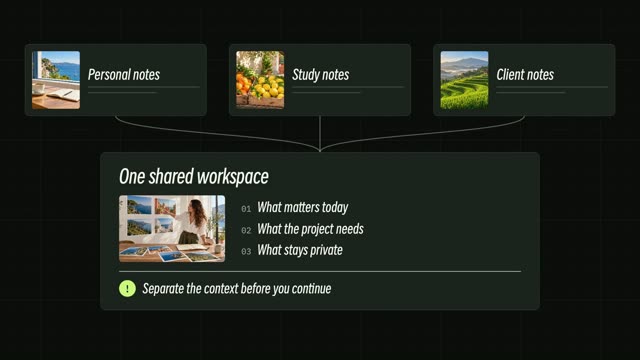 Personal notes
Study notes
Client notes
One shared workspace
01 What matters today
02 What the project needs
03 What stays private
! Separate the context before you continue